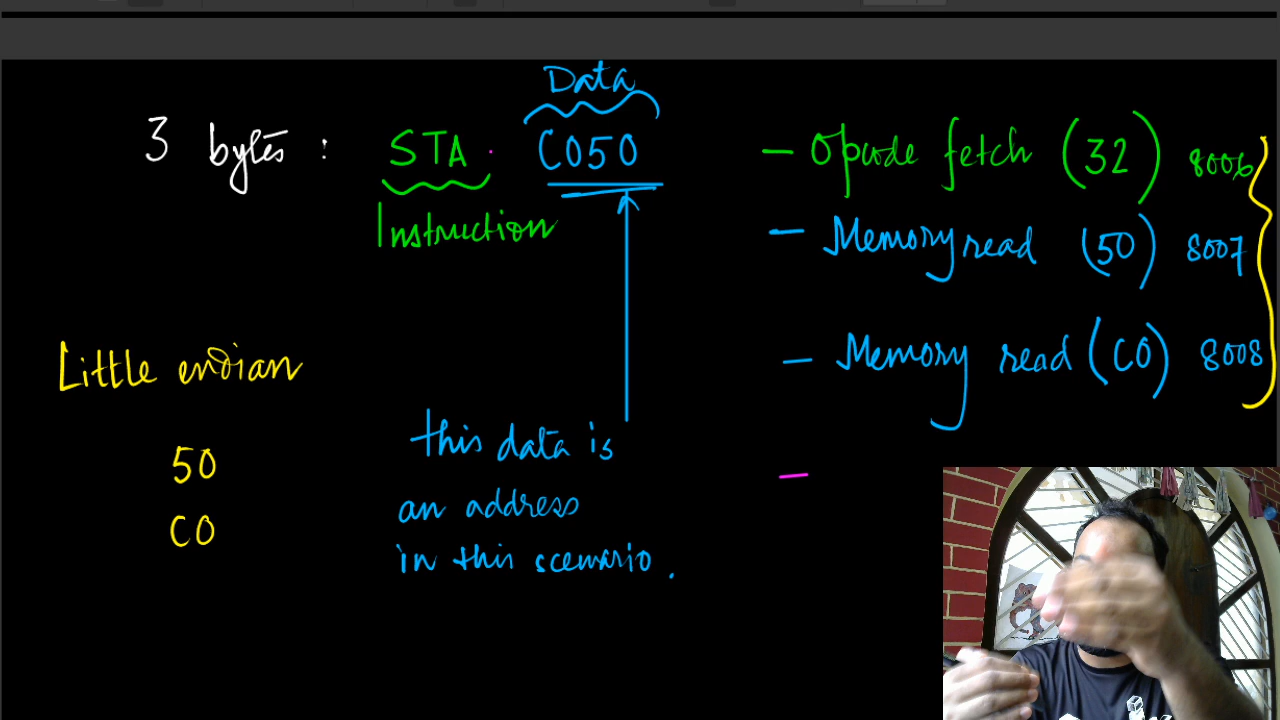 Data
3 bytes : STA C050
Instruction
- Opcode fetch (32) 8006
- Memory read (50) 8007
- Memory read (C0) 8008
Little endian
50
C0
this data is
an address
in this scenario.
-